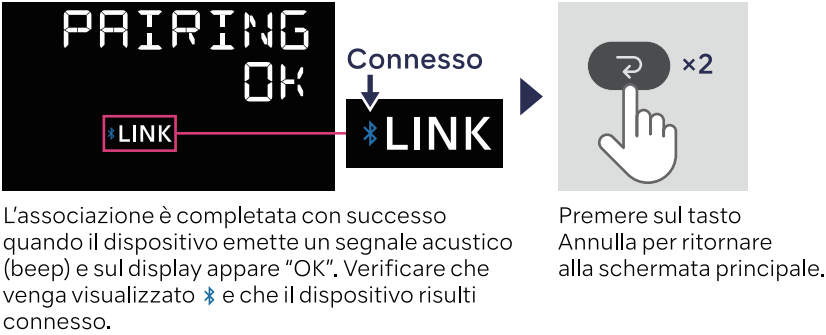 PAIRING
OK
LINK
Connesso
LINK
×2
L'associazione è completata con successo
quando il dispositivo emette un segnale acustico
(beep) e sul display appare “OK”. Verificare che
venga visualizzato e che il dispositivo risulti
connesso.
Premere sul tasto
Annulla per ritornare
alla schermata principale.